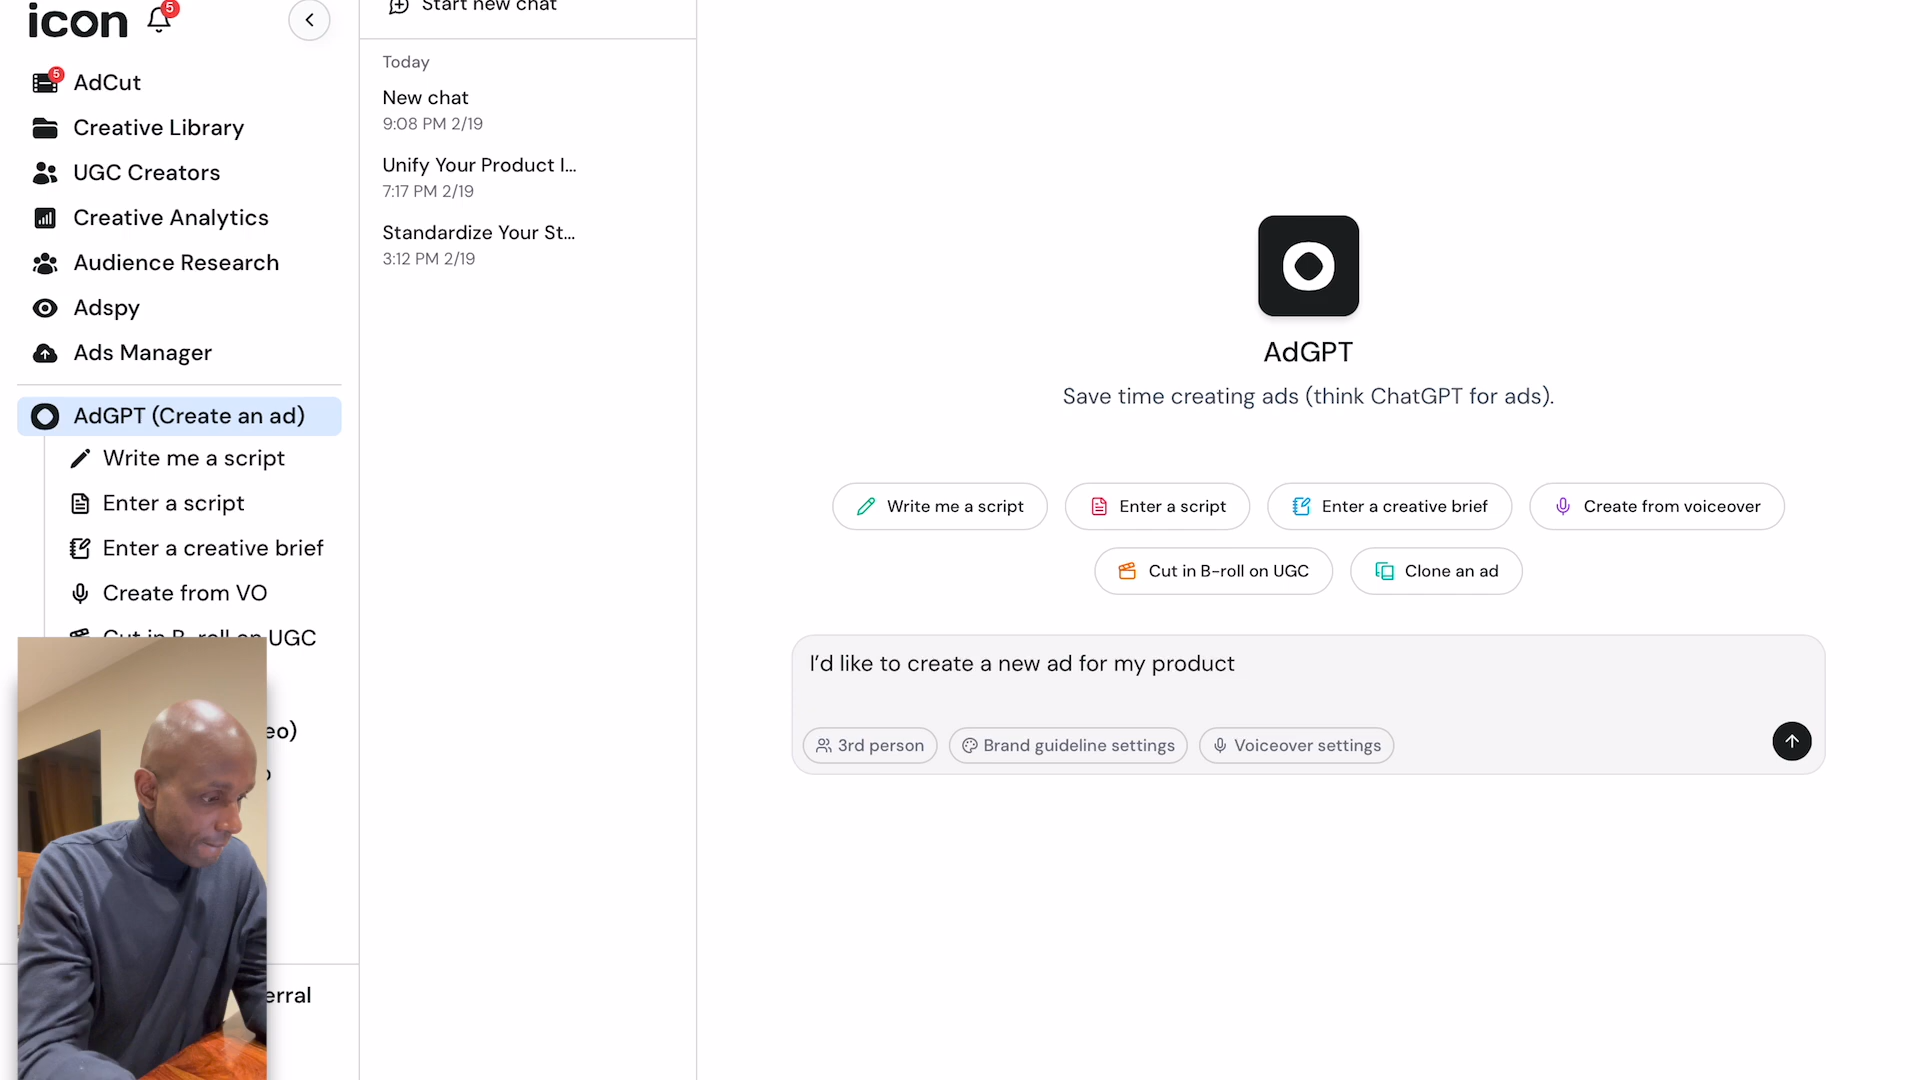 icon
5
5
AdCut
Creative Library
UGC Creators
Creative Analytics
Audience Research
Adspy
Ads Manager
AdGPT (Create an ad)
Write me a script
Enter a script
Enter a creative brief
Create from VO
Cut in B-roll on UGC
eo)
erral
Start new chat
Today
New chat
9:08 PM 2/19
Unify Your Product I...
7:17 PM 2/19
Standardize Your St...
3:12 PM 2/19
AdGPT
Save time creating ads (think ChatGPT for ads).
Write me a script
Enter a script
Enter a creative brief
Create from voiceover
Cut in B-roll on UGC
Clone an ad
I'd like to create a new ad for my product
3rd person
Brand guideline settings
Voiceover settings